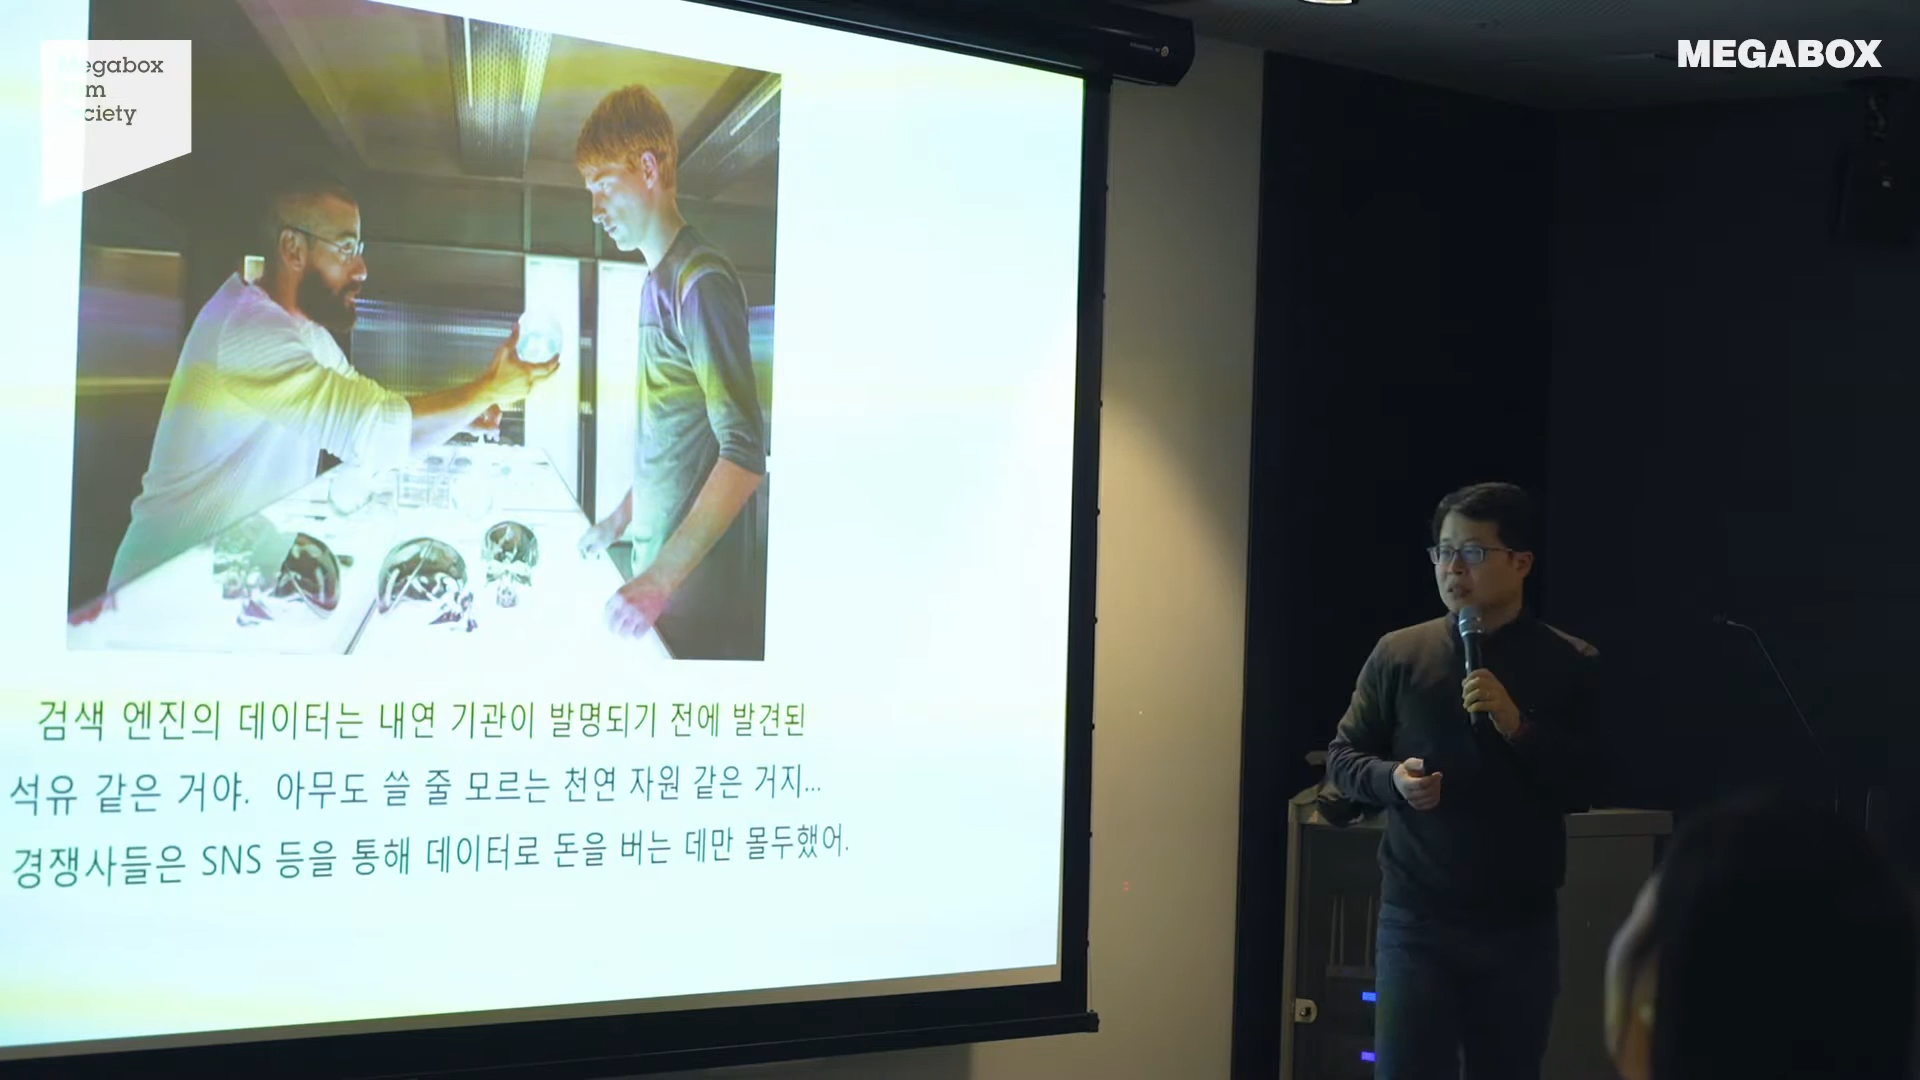 egabox
ciety
MEGABOX
검색 엔진의 데이터는 내연 기관이 발명되기 전에 발견된
석유 같은 거야. 아무도 쓸 줄 모르는 천연 자원 같은 거지...
경쟁사들은 SNS 등을 통해 데이터로 돈을 버는 데만 몰두했어.